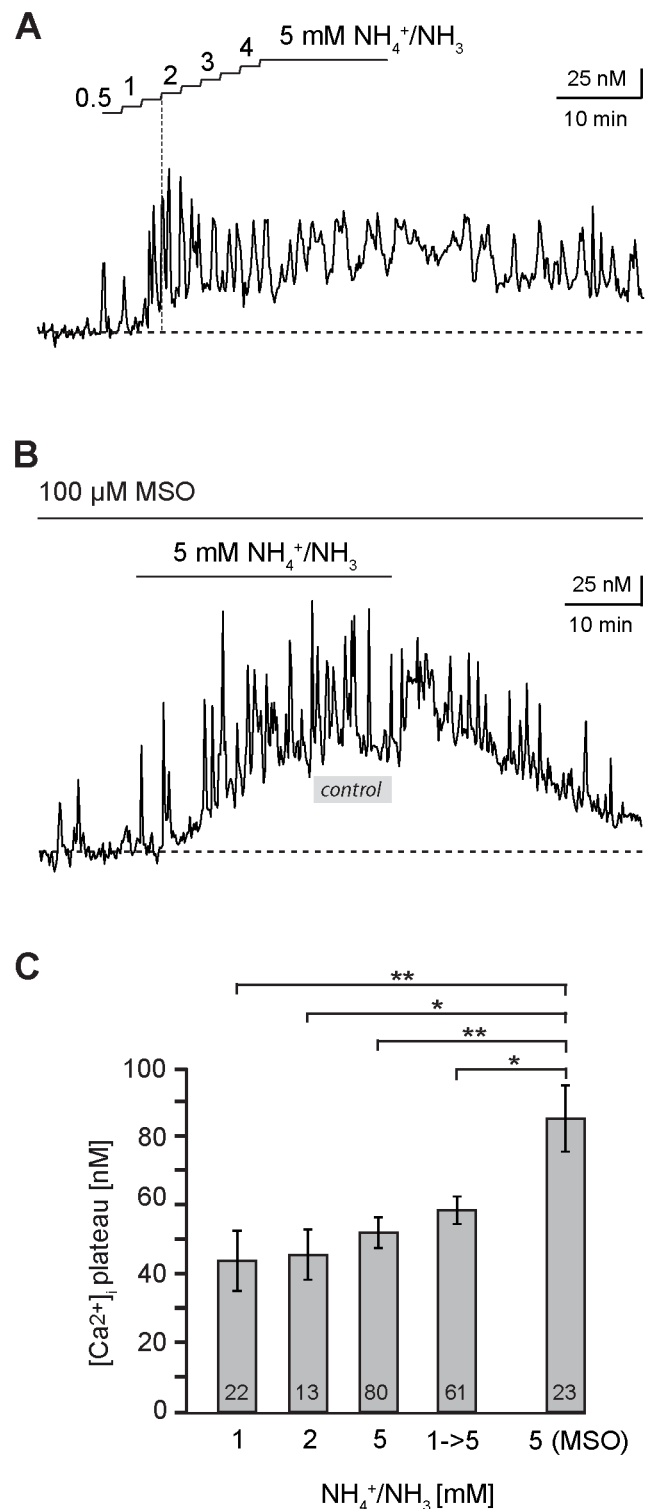 A
0.5 1 2 3 4 5 mM NH₄⁺/NH₃
25 nM
10 min
B
100 µM MSO
5 mM NH₄⁺/NH₃
25 nM
10 min
control
C
**
*
**
*
100
80
60
40
20
0
[Ca²⁺]ᵢ plateau [nM]
22 13 80 61 23
1 2 5 1->5 5 (MSO)
NH₄⁺/NH₃ [mM]